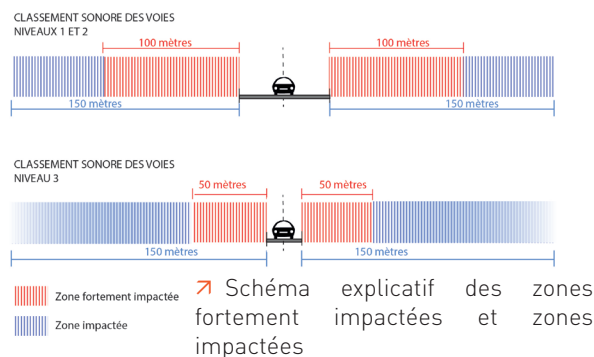 CLASSEMENT SONORE DES VOIES
NIVEAUX 1 ET 2
100 mètres
100 mètres
150 mètres
150 mètres
CLASSEMENT SONORE DES VOIES
NIVEAU 3
50 mètres
50 mètres
150 mètres
150 mètres
Zone fortement impactée
Zone impactée
↗ Schéma explicatif des zones
fortement impactées et zones
impactées